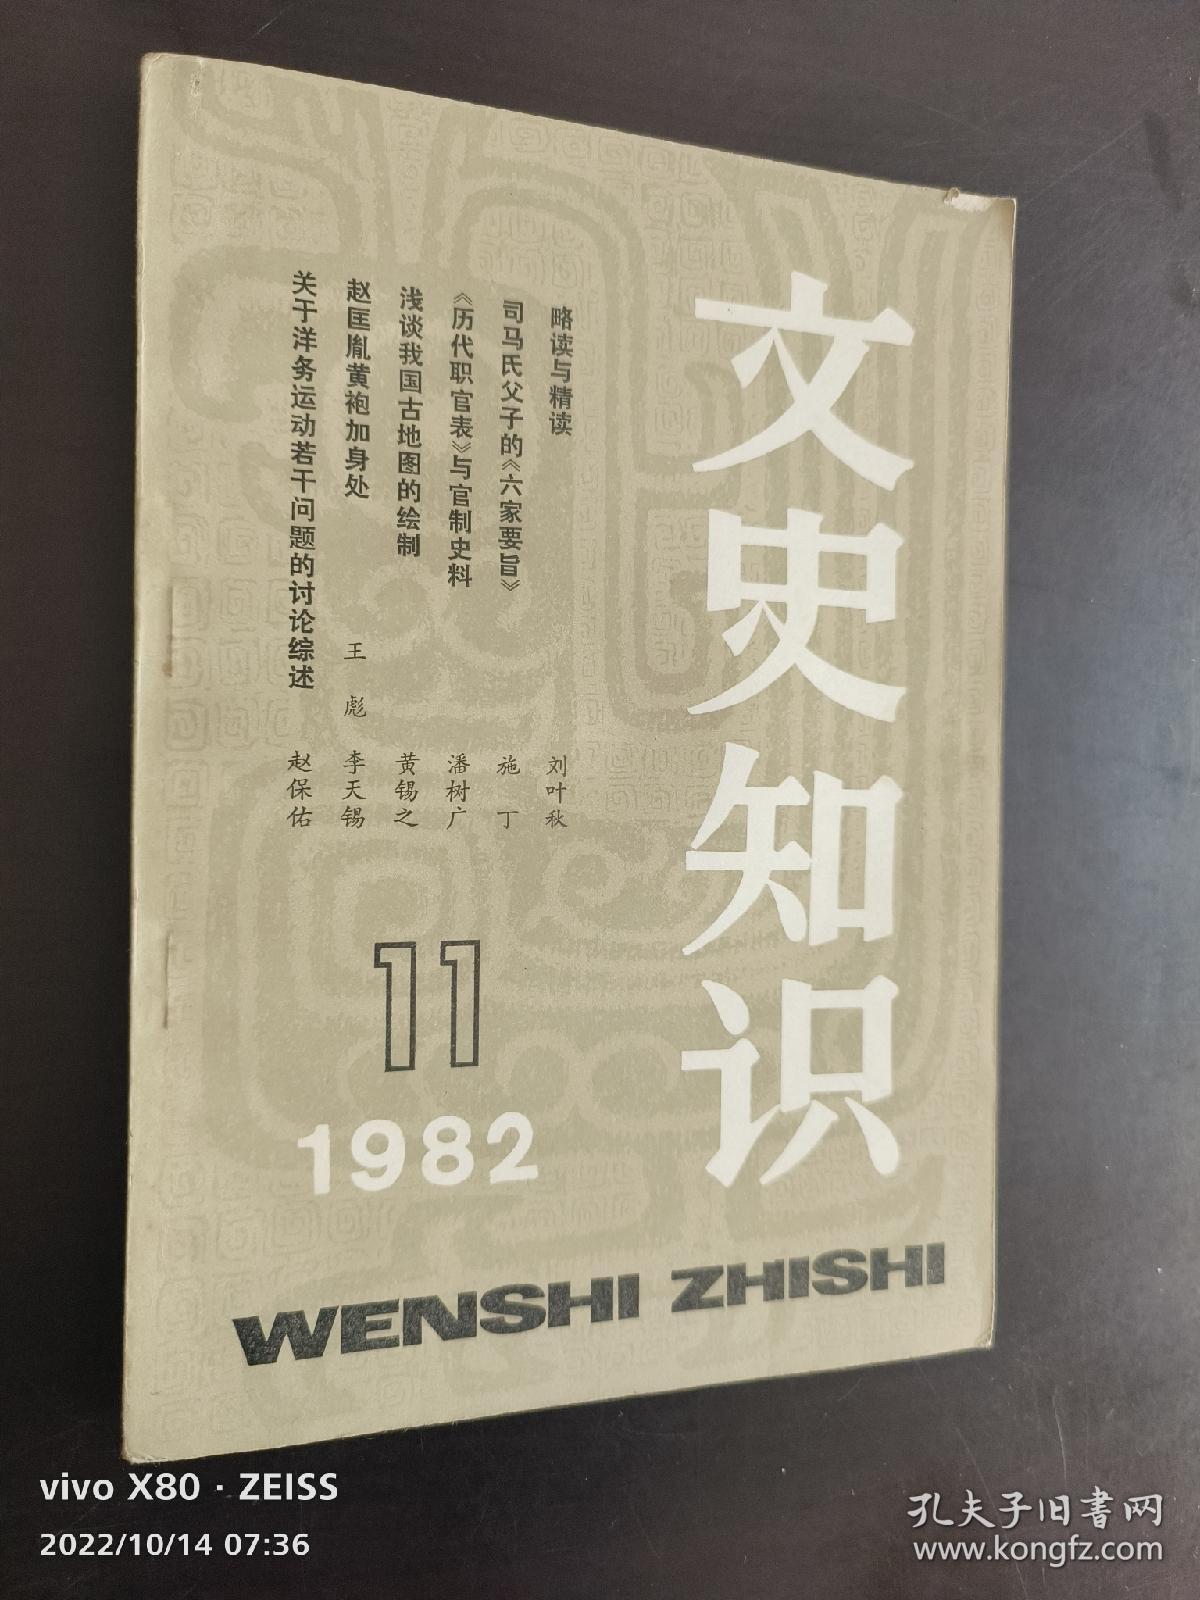 文史知识
略读与精读 刘叶秋
司马氏父子的《六家要旨》 施丁
《历代职官表》与官制史料 潘树广
浅谈我国古地图的绘制 黄锡之
赵匡胤黄袍加身处 王彪 李天锡
关于洋务运动若干问题的讨论综述 赵保佑
11
1982
WENSHI ZHISHI
vivo X80 · ZEISS
2022/10/14 07:36
孔夫子旧书网
www.kongfz.com